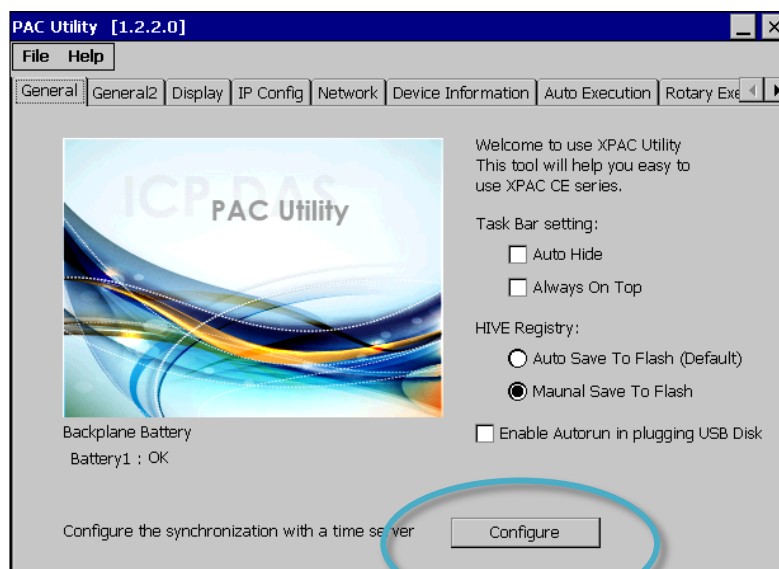 PAC Utility [1.2.2.0]
File Help
General General2 Display IP Config Network Device Information Auto Execution Rotary Exe
ICP DAS
PAC Utility
Welcome to use XPAC Utility
This tool will help you easy to
use XPAC CE series.
Task Bar setting:
Auto Hide
Always On Top
HIVE Registry:
Auto Save To Flash (Default)
Maunal Save To Flash
Enable Autorun in plugging USB Disk
Backplane Battery
Battery1 : OK
Configure the synchronization with a time server
Configure